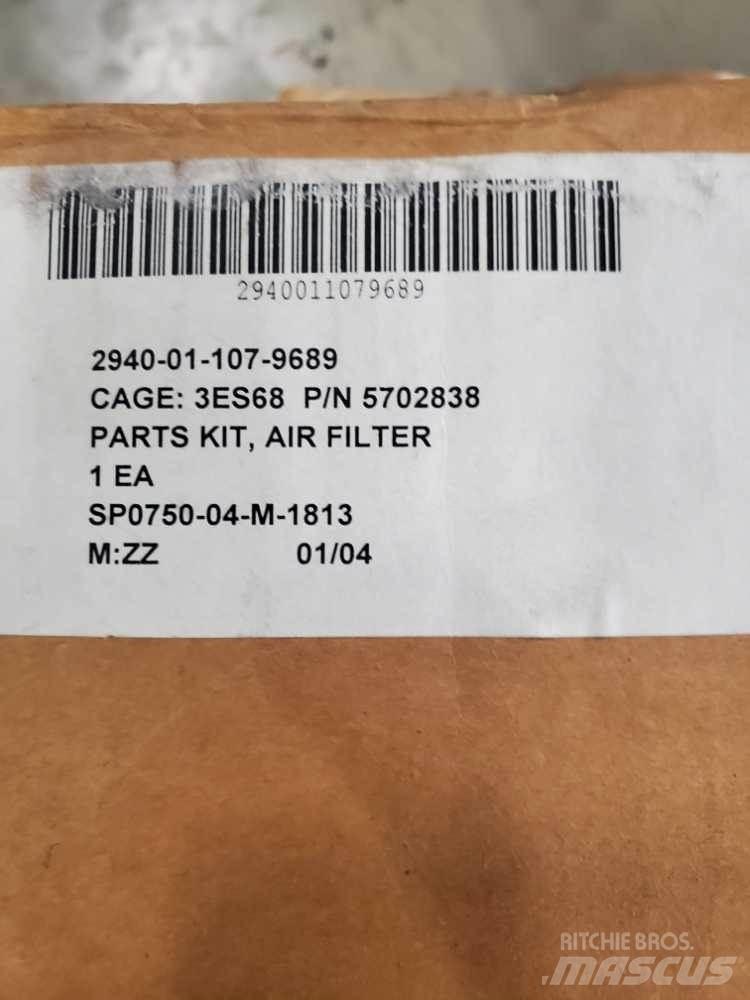 2940011079689
2940-01-107-9689
CAGE: 3ES68 P/N 5702838
PARTS KIT, AIR FILTER
1 EA
SP0750-04-M-1813
M:ZZ 01/04
RITCHIE BROS.
MASCUS